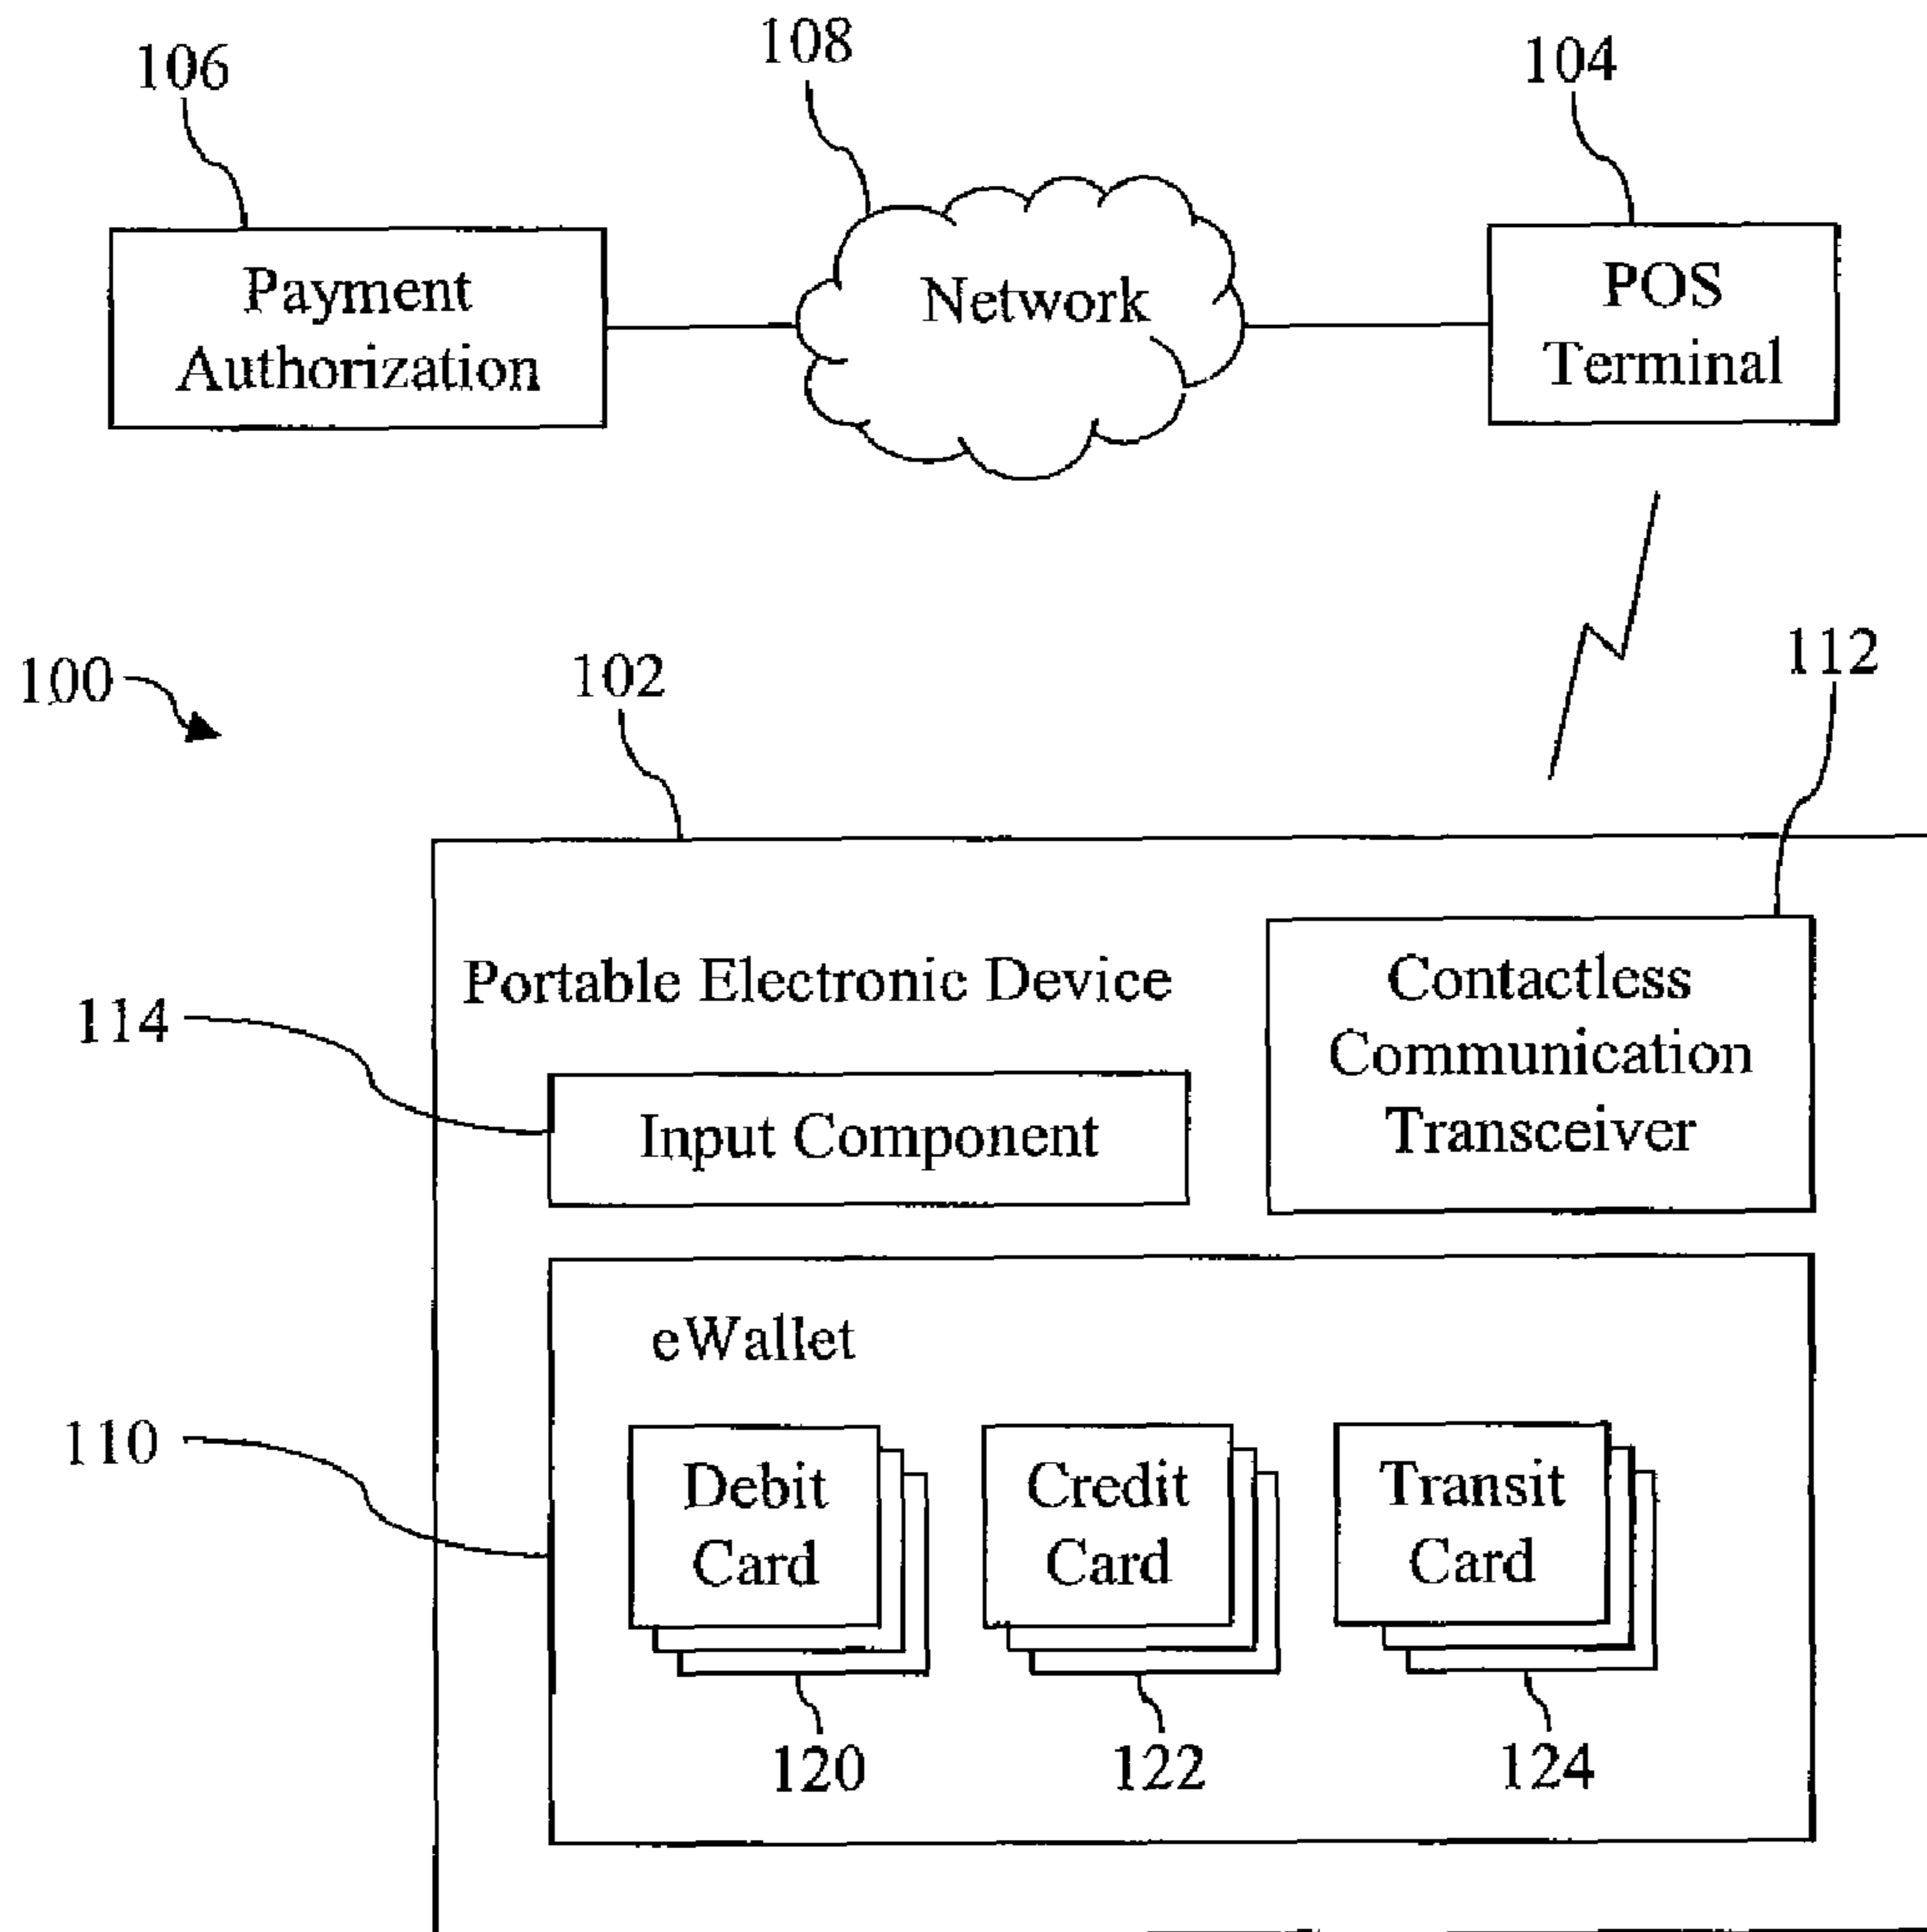 106
108
104
Payment
Authorization
Network
POS
Terminal
100
102
112
Portable Electronic Device
Contactless
Communication
Transceiver
114
Input Component
eWallet
110
Debit
Card
Credit
Card
Transit
Card
120
122
124